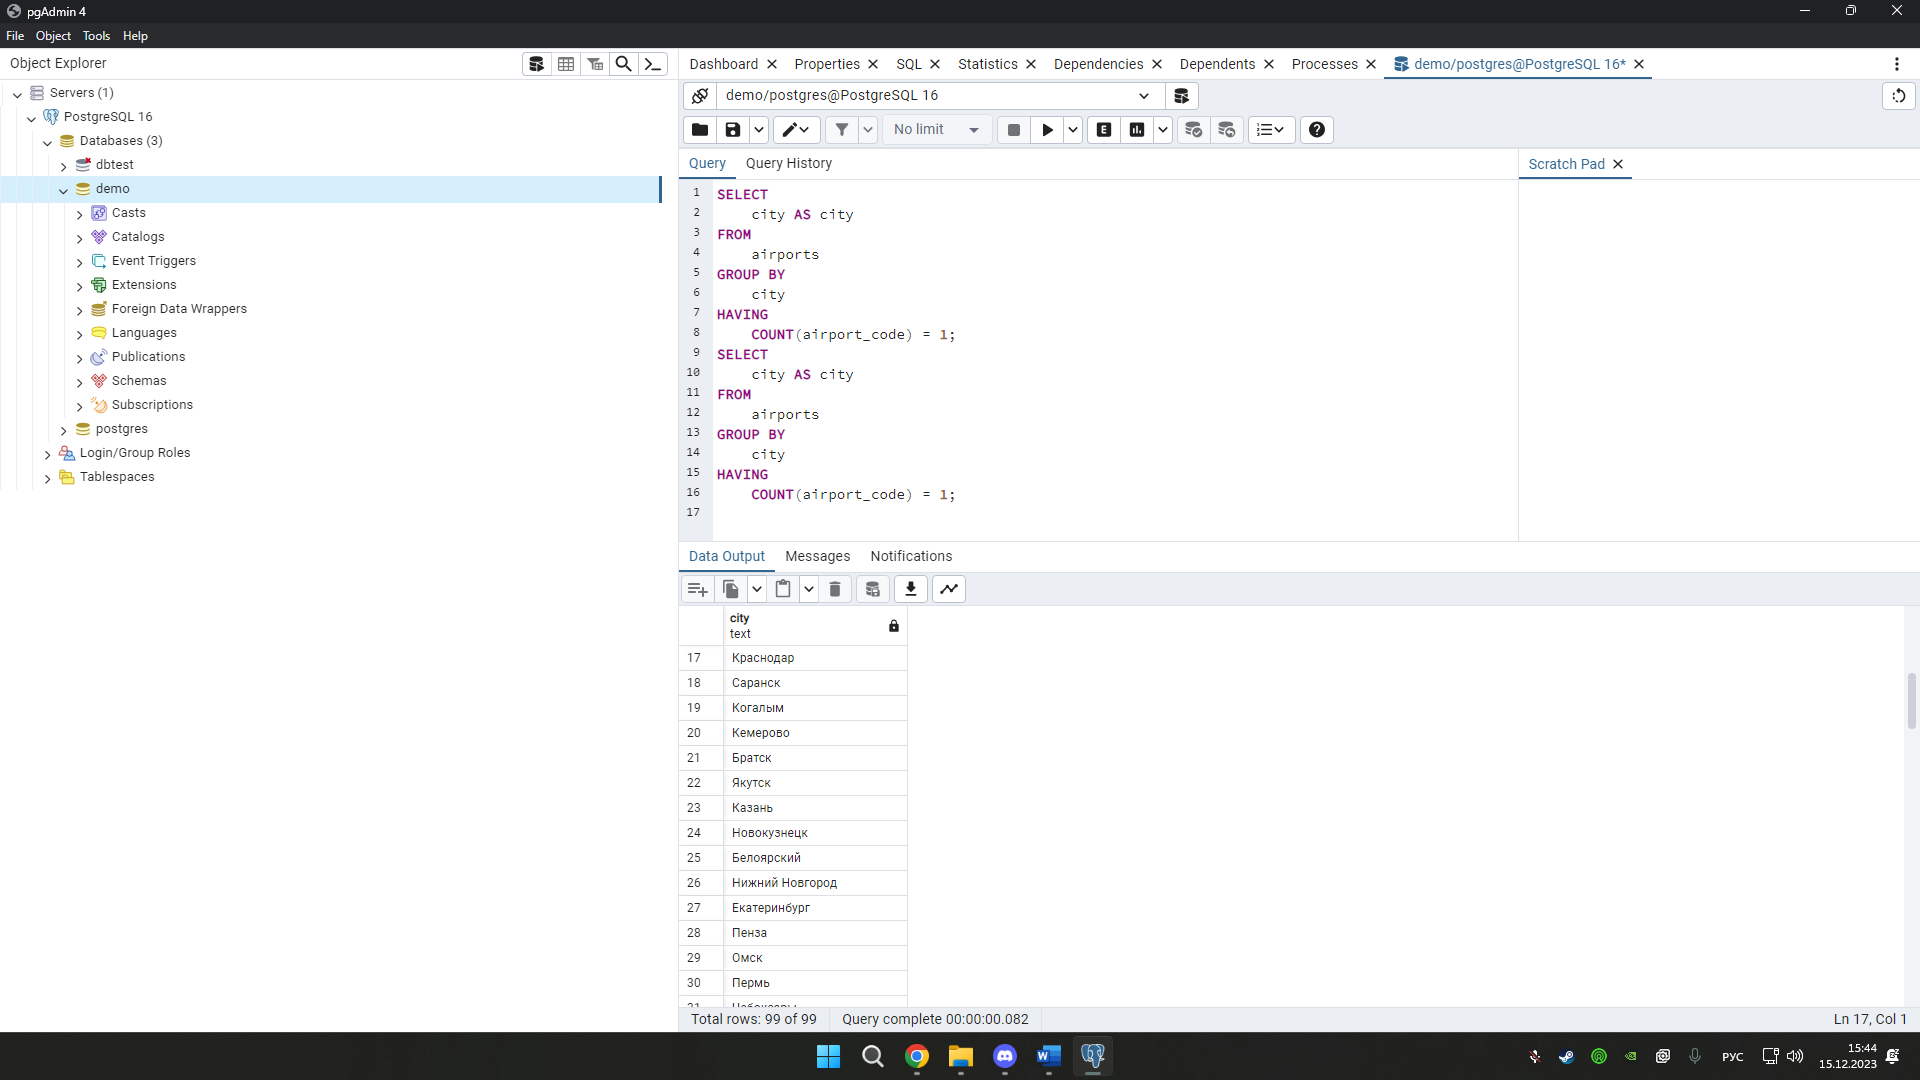 pgAdmin 4
File Object Tools Help
Object Explorer
Dashboard Properties SQL Statistics Dependencies Dependents Processes demo/postgres@PostgreSQL 16*
Servers (1)
PostgreSQL 16
Databases (3)
dbtest
demo
Casts
Catalogs
Event Triggers
Extensions
Foreign Data Wrappers
Languages
Publications
Schemas
Subscriptions
postgres
Login/Group Roles
Tablespaces
demo/postgres@PostgreSQL 16
No limit
E
Query Query History
Scratch Pad
1 SELECT
2 city AS city
3 FROM
4 airports
5 GROUP BY
6 city
7 HAVING
8 COUNT(airport_code) = 1;
9 SELECT
10 city AS city
11 FROM
12 airports
13 GROUP BY
14 city
15 HAVING
16 COUNT(airport_code) = 1;
17
Data Output Messages Notifications
city
text
17 Краснодар
18 Саранск
19 Когалым
20 Кемерово
21 Братск
22 Якутск
23 Казань
24 Новокузнецк
25 Белоярский
26 Нижний Новгород
27 Екатеринбург
28 Пенза
29 Омск
30 Пермь
Total rows: 99 of 99 Query complete 00:00:00.082 Ln 17, Col 1
РУС
15:44
15.12.2023